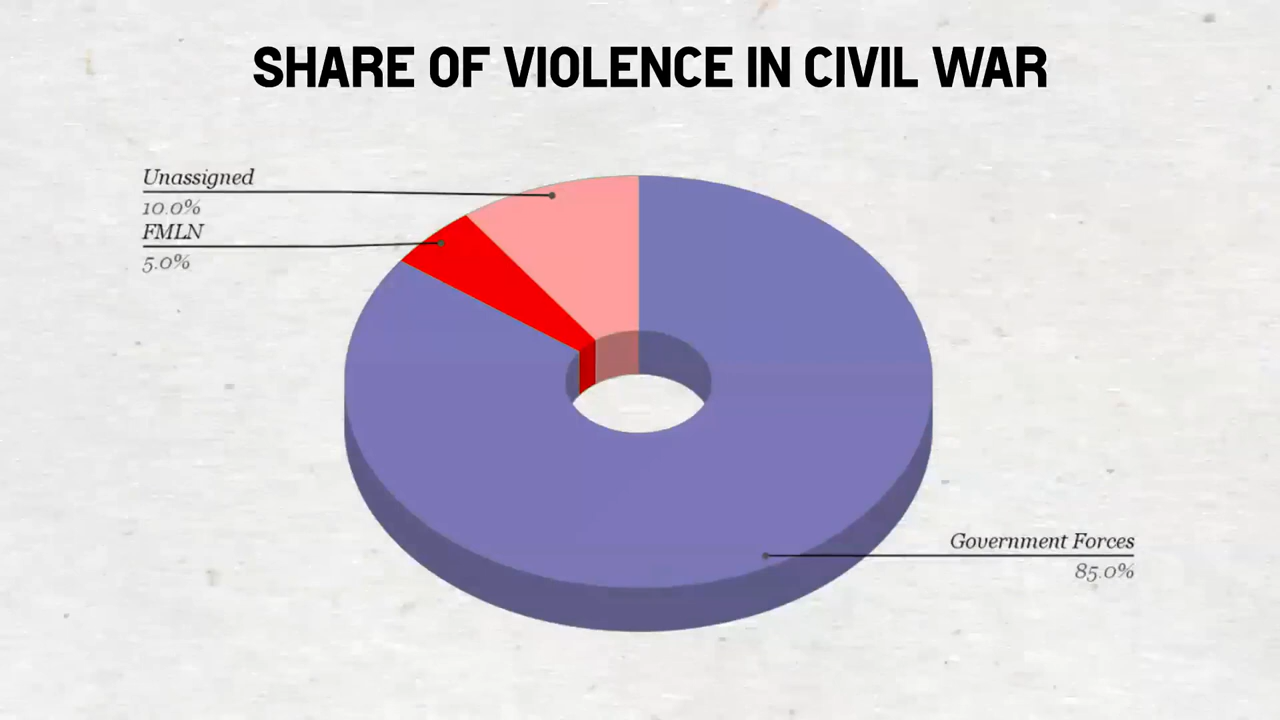 SHARE OF VIOLENCE IN CIVIL WAR
Unassigned
10.0%
FMLN
5.0%
Government Forces
85.0%